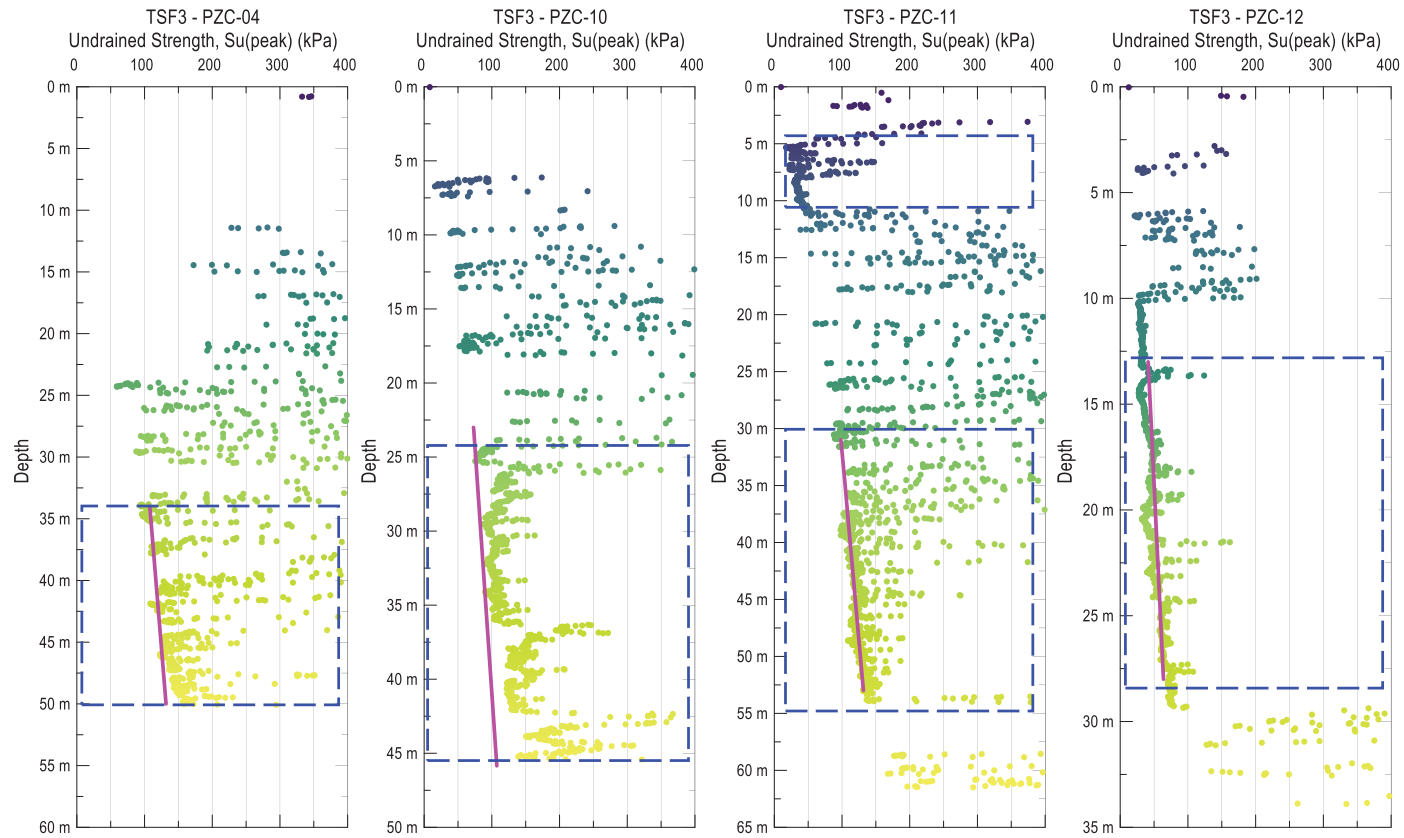 TSF3 - PZC-04
Undrained Strength, Su(peak) (kPa)
0 100 200 300 400
0 m
5 m
10 m
15 m
20 m
25 m
30 m
35 m
40 m
45 m
50 m
55 m
60 m
Depth
TSF3 - PZC-10
Undrained Strength, Su(peak) (kPa)
0 100 200 300 400
0 m
5 m
10 m
15 m
20 m
25 m
30 m
35 m
40 m
45 m
50 m
Depth
TSF3 - PZC-11
Undrained Strength, Su(peak) (kPa)
0 100 200 300 400
0 m
5 m
10 m
15 m
20 m
25 m
30 m
35 m
40 m
45 m
50 m
55 m
60 m
65 m
Depth
TSF3 - PZC-12
Undrained Strength, Su(peak) (kPa)
0 100 200 300 400
0 m
5 m
10 m
15 m
20 m
25 m
30 m
35 m
Depth